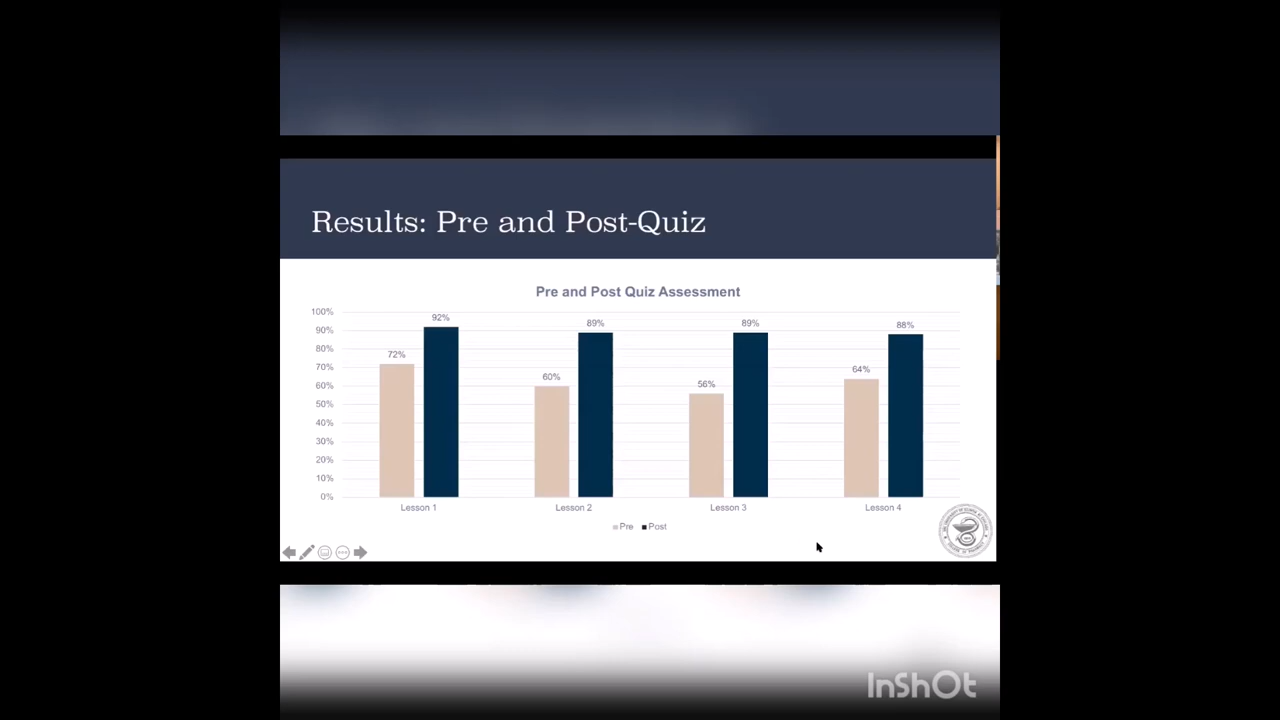 Results: Pre and Post-Quiz
Pre and Post Quiz Assessment
100%
90%
80%
70%
60%
50%
40%
30%
20%
10%
0%
72%
92%
60%
89%
56%
89%
64%
88%
Lesson 1
Lesson 2
Lesson 3
Lesson 4
Pre
Post
InShOt